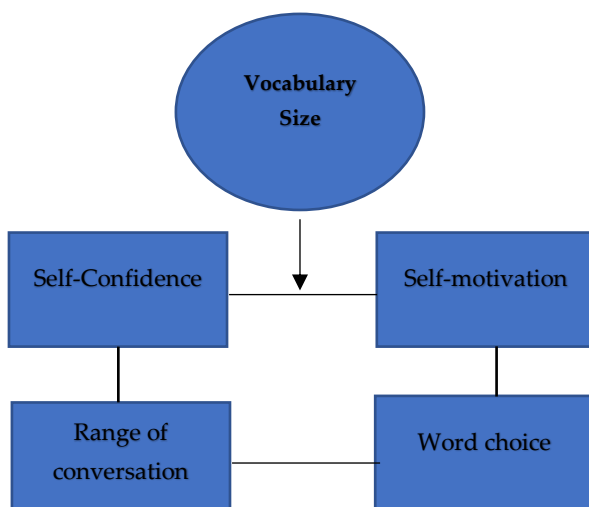 Vocabulary
Size
Self-Confidence
Self-motivation
Range of
conversation
Word choice